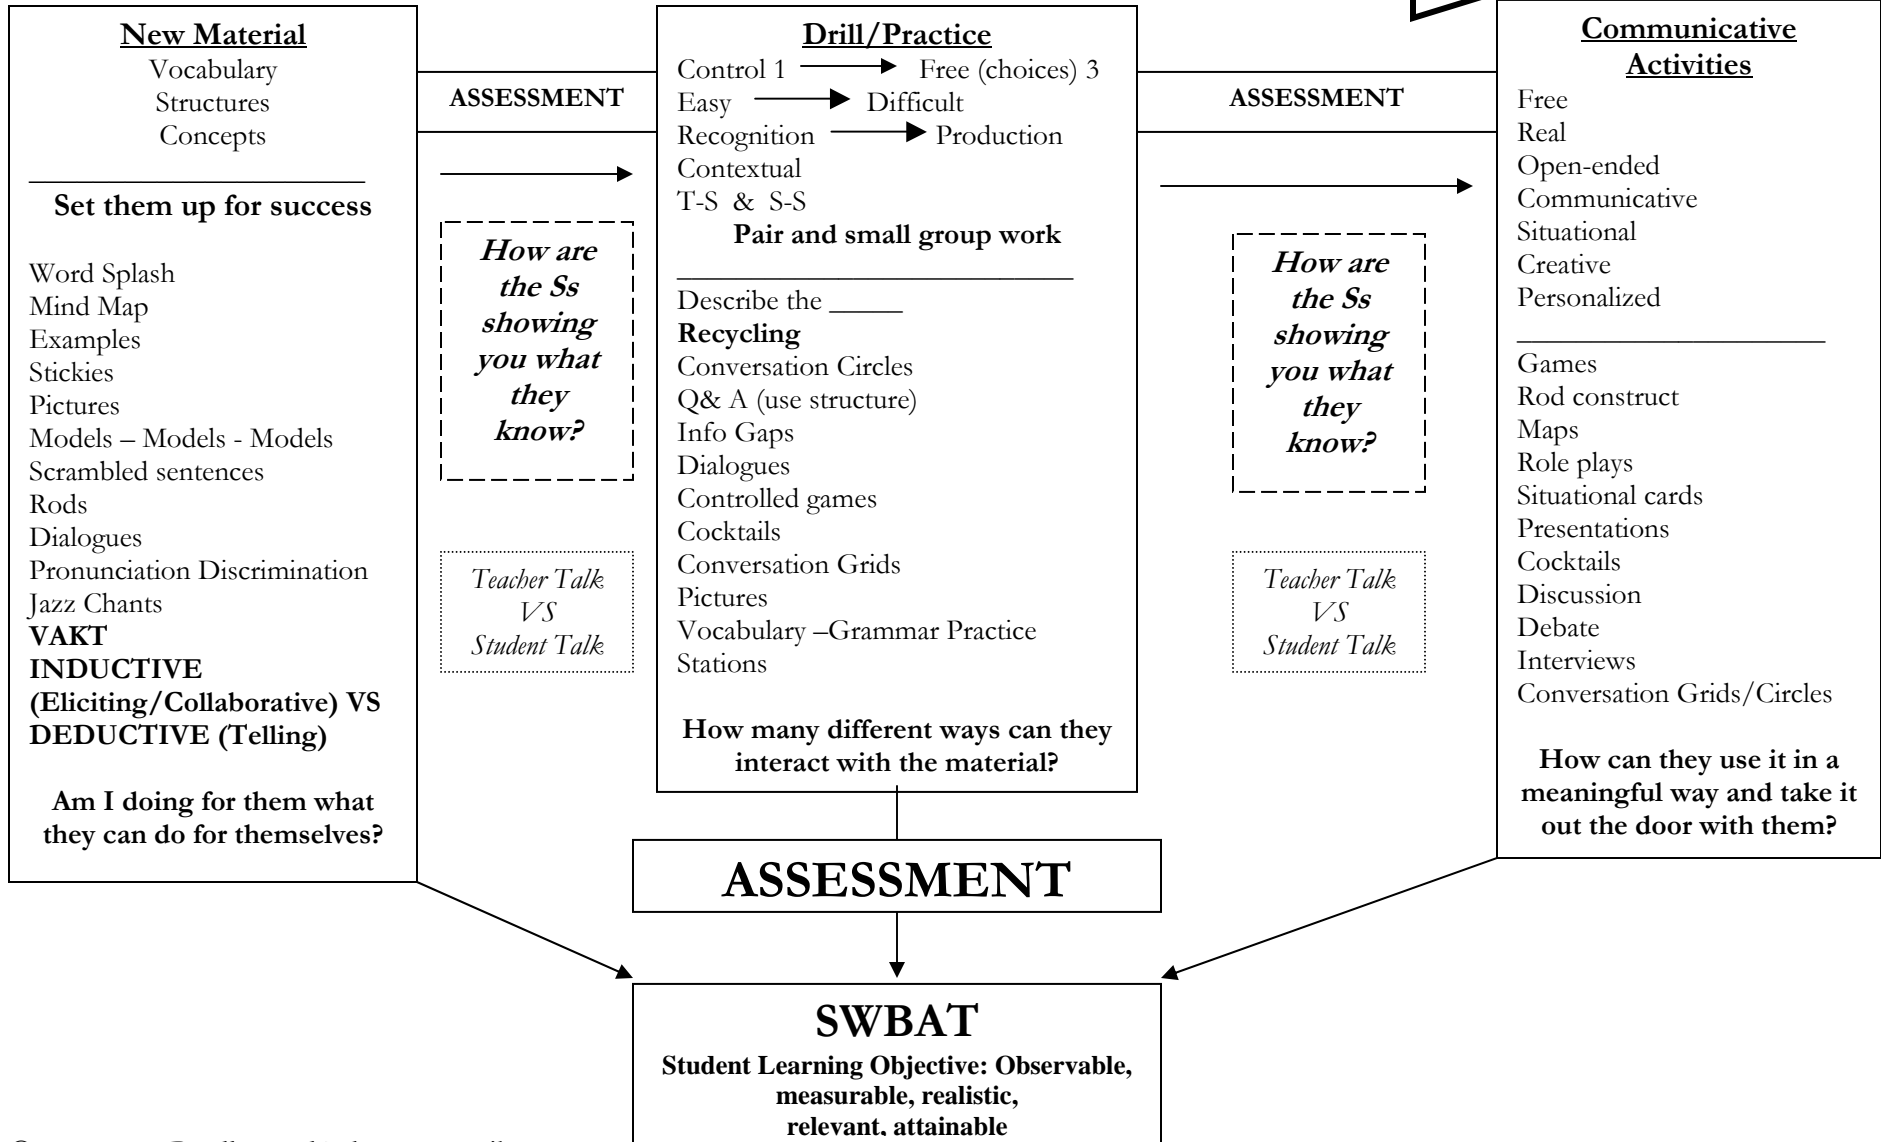 New Material
Vocabulary
Structures
Concepts
Set them up for success
Word Splash
Mind Map
Examples
Stickies
Pictures
Models – Models - Models
Scrambled sentences
Rods
Dialogues
Pronunciation Discrimination
Jazz Chants
VAKT
INDUCTIVE
(Eliciting/Collaborative) VS
DEDUCTIVE (Telling)
Am I doing for them what
they can do for themselves?
ASSESSMENT
How are
the Ss
showing
you what
they
know?
Teacher Talk
VS
Student Talk
Drill/Practice
Control 1 Free (choices) 3
Easy Difficult
Recognition Production
Contextual
T-S & S-S
Pair and small group work
Describe the _____
Recycling
Conversation Circles
Q& A (use structure)
Info Gaps
Dialogues
Controlled games
Cocktails
Conversation Grids
Pictures
Vocabulary –Grammar Practice
Stations
How many different ways can they
interact with the material?
ASSESSMENT
How are
the Ss
showing
you what
they
know?
Teacher Talk
VS
Student Talk
Communicative
Activities
Free
Real
Open-ended
Communicative
Situational
Creative
Personalized
Games
Rod construct
Maps
Role plays
Situational cards
Presentations
Cocktails
Discussion
Debate
Interviews
Conversation Grids/Circles
How can they use it in a
meaningful way and take it
out the door with them?
ASSESSMENT
SWBAT
Student Learning Objective: Observable,
measurable, realistic,
relevant, attainable